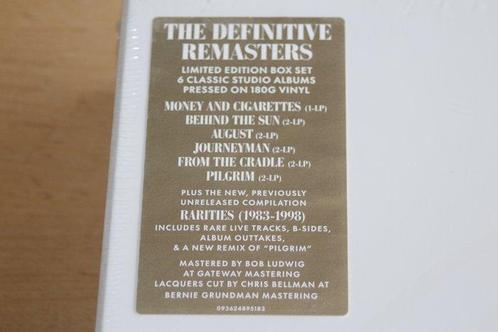 THE DEFINITIVE
REMASTERS
LIMITED EDITION BOX SET
6 CLASSIC STUDIO ALBUMS
PRESSED ON 180G VINYL
MONEY AND CIGARETTES (1-LP)
BEHIND THE SUN (2-LP)
AUGUST (2-LP)
JOURNEYMAN (2-LP)
FROM THE CRADLE (2-LP)
PILGRIM (2-LP)
PLUS THE NEW, PREVIOUSLY
UNRELEASED COMPILATION
RARITIES (1983-1998)
INCLUDES RARE LIVE TRACKS, B-SIDES,
ALBUM OUTTAKES,
& A NEW REMIX OF "PILGRIM"
MASTERED BY BOB LUDWIG
AT GATEWAY MASTERING
LACQUERS CUT BY CHRIS BELLMAN AT
BERNIE GRUNDMAN MASTERING
093624895183